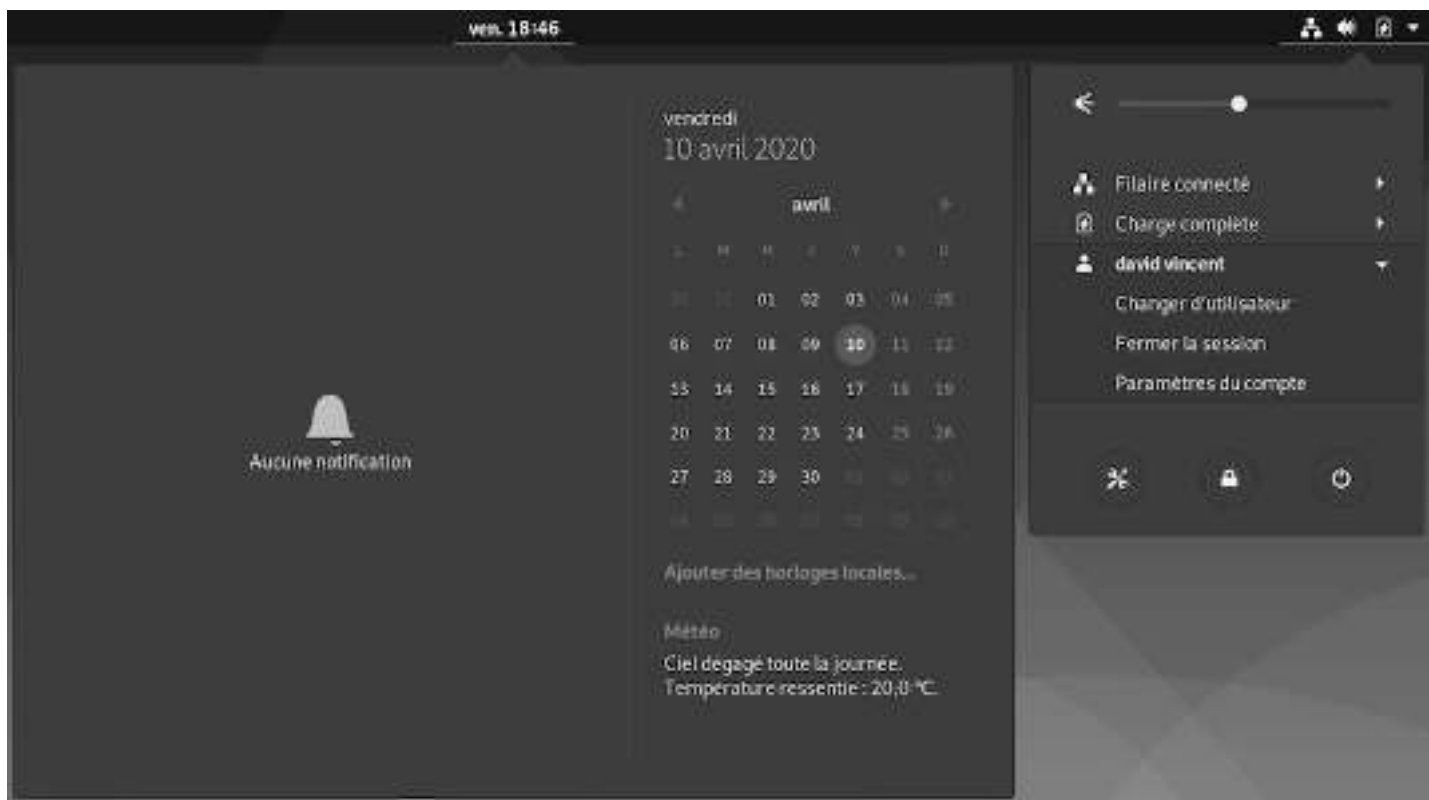 ven. 18:46
vendredi
10 avril 2020
avril
01 02 03 04 05
06 07 08 09 10 11 12
13 14 15 16 17 18 19
20 21 22 23 24 25 26
27 28 29 30
Ajouter des horloges locales...
Météo
Ciel dégagé toute la journée.
Température ressentie : 20,0 °C.
Aucune notification
Filaire connecté
Charge complète
david vincent
Changer d'utilisateur
Fermer la session
Paramètres du compte